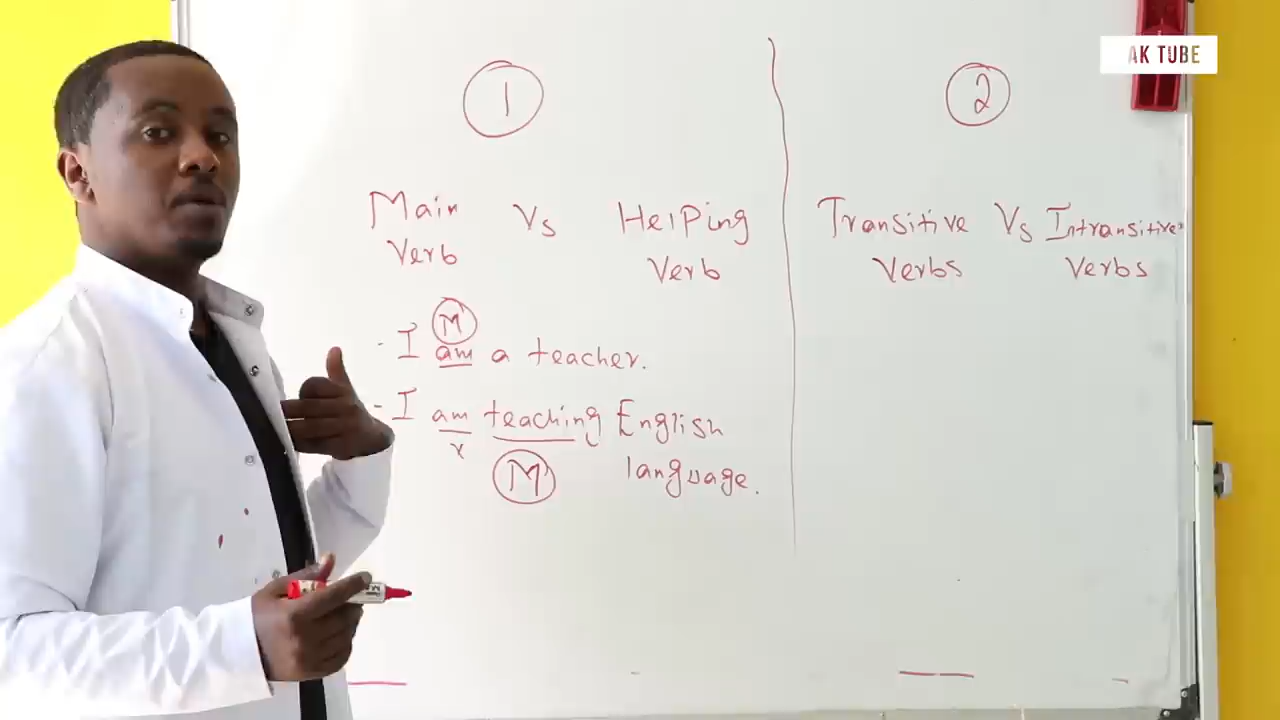 AK TUBE
1
Main Vs Helping
Verb Verb
M
- I am a teacher.
- I am teaching English
x
M
language.
2
Transitive Vs Intransitive
Verbs Verbs